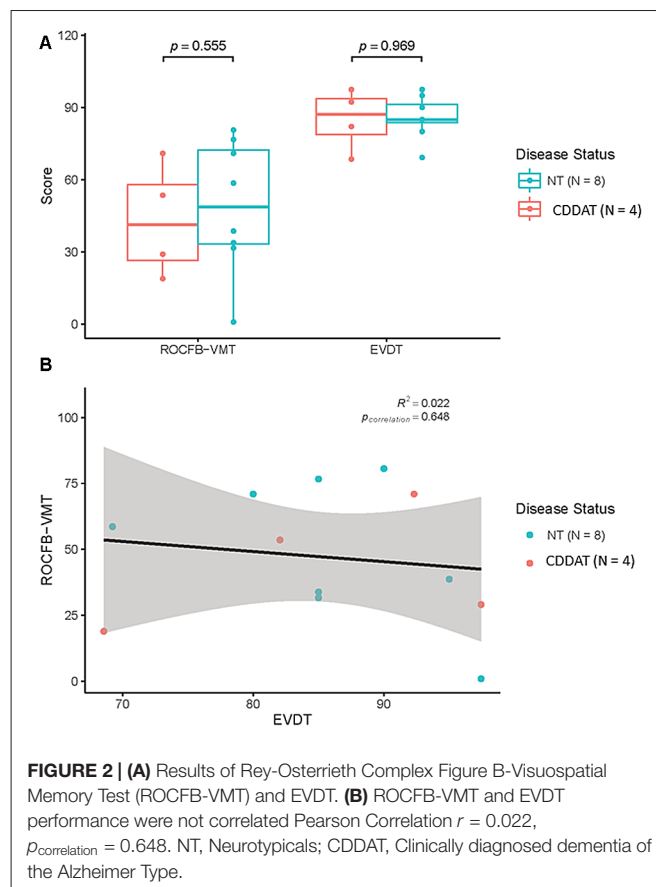 A
p = 0.555
p = 0.969
120
90
60
30
0
Score
ROCFB-VMT
EVDT
Disease Status
NT (N = 8)
CDDAT (N = 4)
B
R² = 0.022
p correlation = 0.648
100
75
50
25
0
ROCFB-VMT
70
80
90
EVDT
Disease Status
NT (N = 8)
CDDAT (N = 4)
FIGURE 2 | (A) Results of Rey-Osterrieth Complex Figure B-Visuospatial
Memory Test (ROCFB-VMT) and EVDT. (B) ROCFB-VMT and EVDT
performance were not correlated Pearson Correlation r = 0.022,
pcorrelation = 0.648. NT, Neurotypicals; CDDAT, Clinically diagnosed dementia of
the Alzheimer Type.